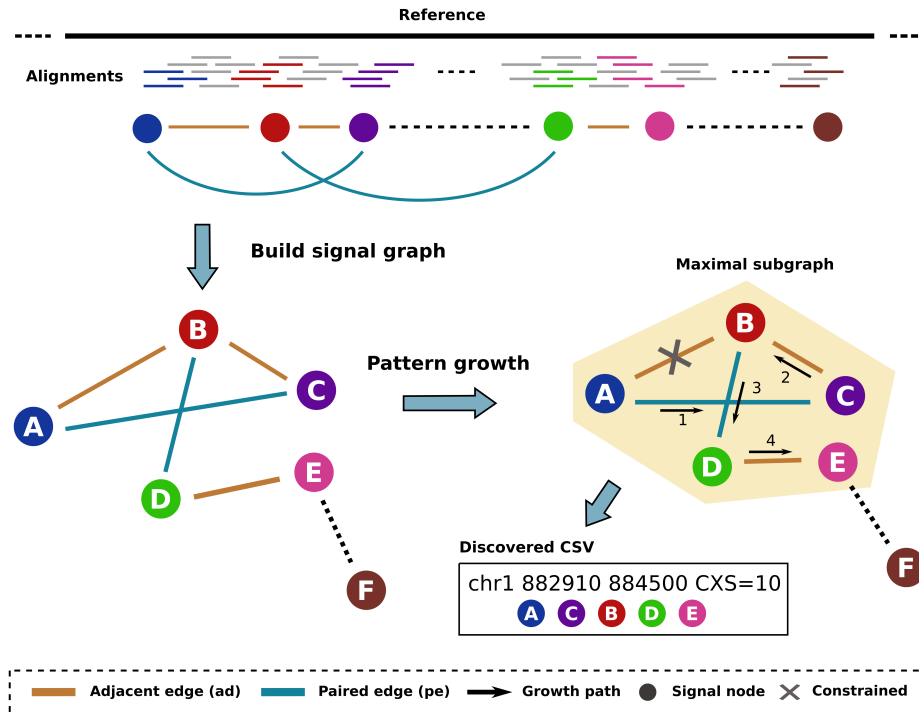 Reference
Alignments
Build signal graph
Maximal subgraph
Pattern growth
B
A
C
D
E
F
B
A
C
D
E
F
1
2
3
4
Discovered CSV
chr1 882910 884500 CXS=10
A C B D E
Adjacent edge (ad) Paired edge (pe) Growth path Signal node Constrained